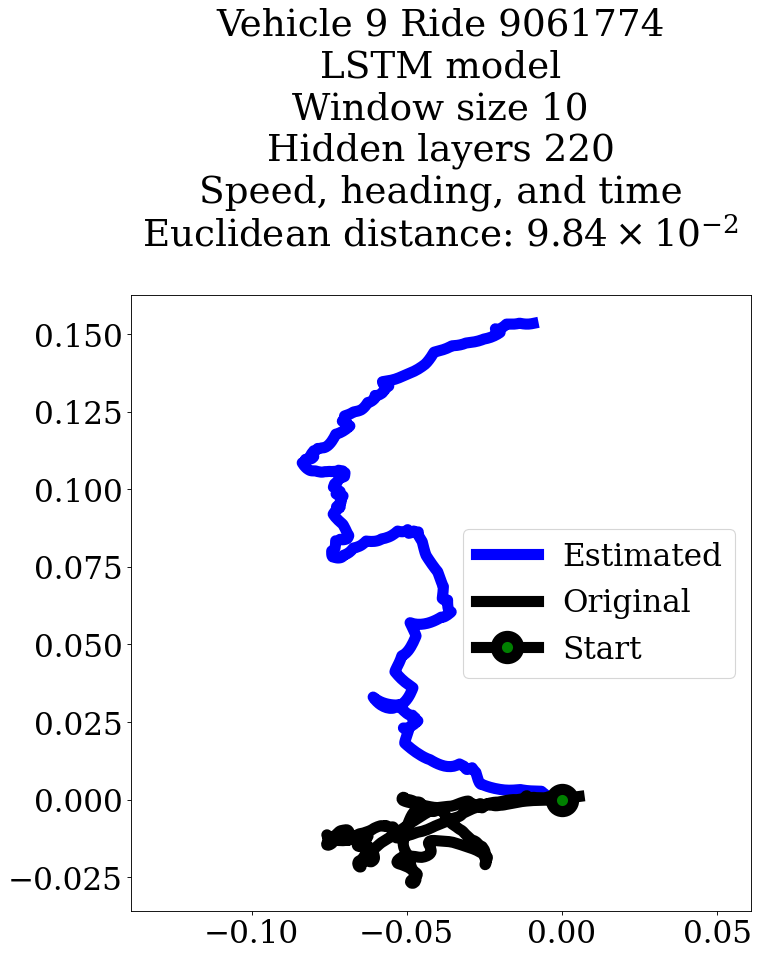 Vehicle 9 Ride 9061774
LSTM model
Window size 10
Hidden layers 220
Speed, heading, and time
Euclidean distance: 9.84 × 10⁻²
0.150
0.125
0.100
0.075
0.050
0.025
0.000
−0.025
Estimated
Original
Start
−0.10
−0.05
0.00
0.05